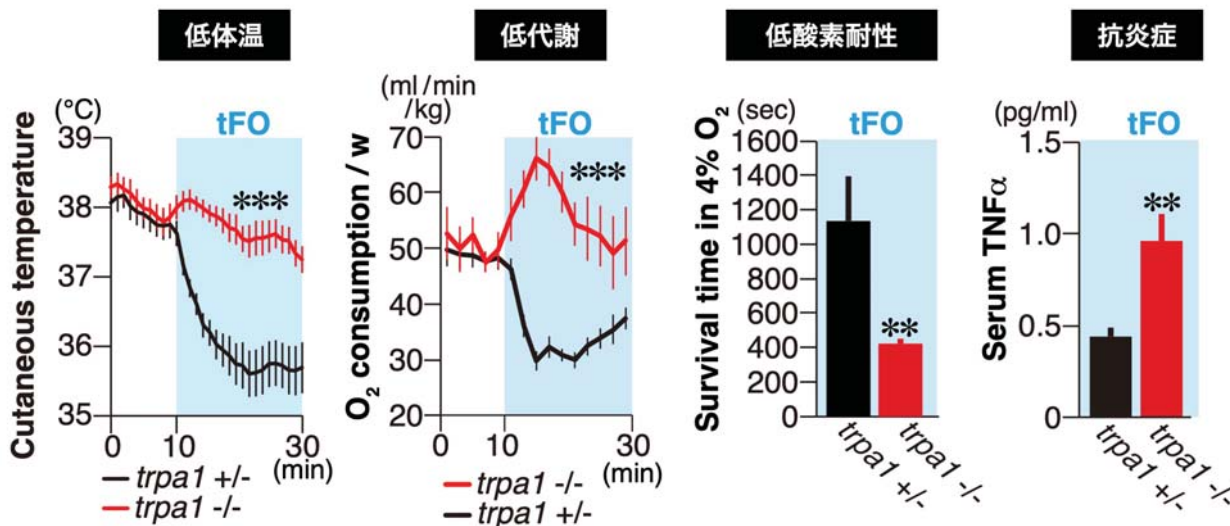 低体温
Cutaneous temperature
(°C)
tFO
39
38
37
36
35
***
0
10
30
(min)
trpa1 +/-
trpa1 -/-
低代謝
O2 consumption / w
(ml/min
/kg)
tFO
70
60
50
40
30
20
***
0
10
30
(min)
trpa1 -/-
trpa1 +/-
低酸素耐性
Survival time in 4% O2
(sec)
tFO
1600
1400
1200
1000
800
600
400
200
0
**
trpa1 +/-
trpa1 -/-
抗炎症
Serum TNFα
(pg/ml)
tFO
1.5
1.0
0.5
0
**
trpa1 +/-
trpa1 -/-